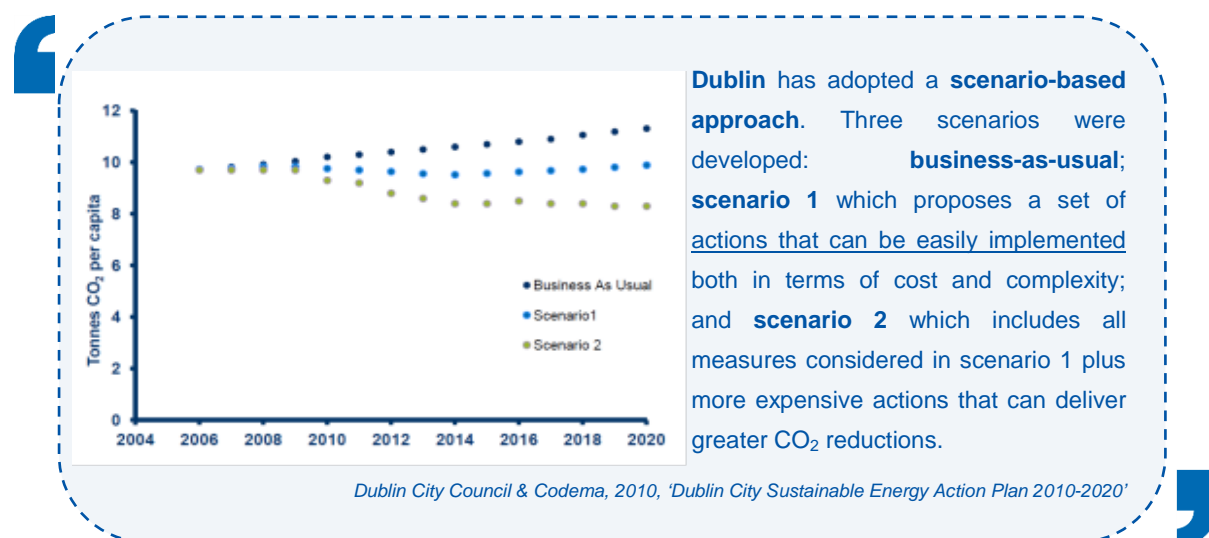 Dublin has adopted a scenario-based
approach. Three scenarios were
developed: business-as-usual;
scenario 1 which proposes a set of
actions that can be easily implemented
both in terms of cost and complexity;
and scenario 2 which includes all
measures considered in scenario 1 plus
more expensive actions that can deliver
greater CO₂ reductions.
Tonnes CO₂ per capita
12
10
8
6
4
2
0
2004 2006 2008 2010 2012 2014 2016 2018 2020
Business As Usual
Scenario1
Scenario 2
Dublin City Council & Codema, 2010, ‘Dublin City Sustainable Energy Action Plan 2010-2020’